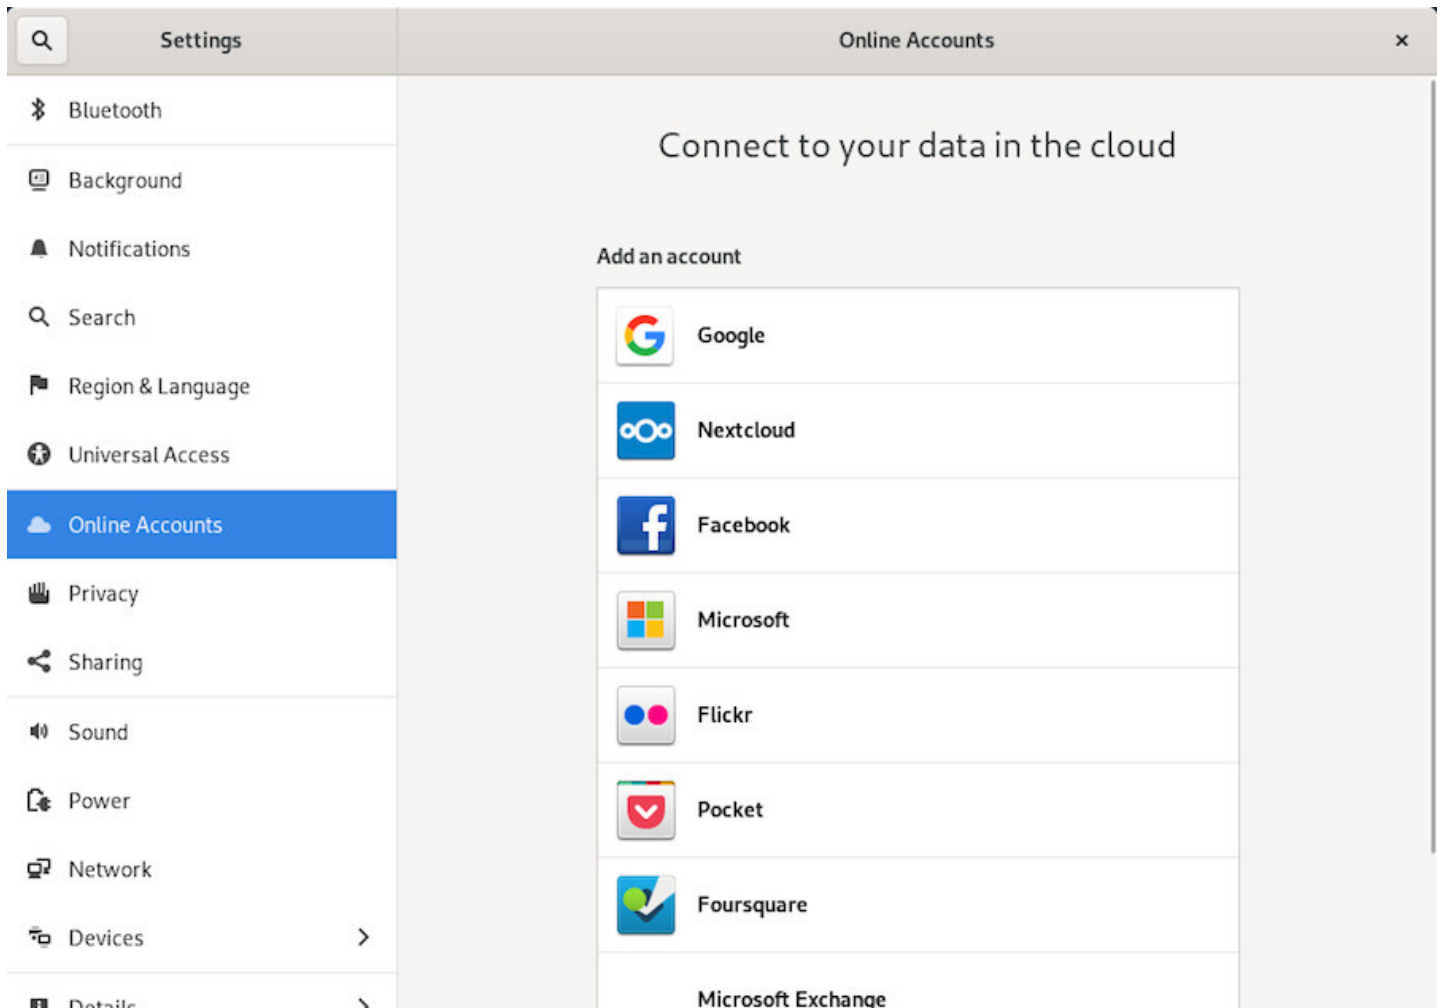 Settings
Online Accounts
Bluetooth
Background
Notifications
Search
Region & Language
Universal Access
Online Accounts
Privacy
Sharing
Sound
Power
Network
Devices
Details
Connect to your data in the cloud
Add an account
Google
Nextcloud
Facebook
Microsoft
Flickr
Pocket
Foursquare
Microsoft Exchange